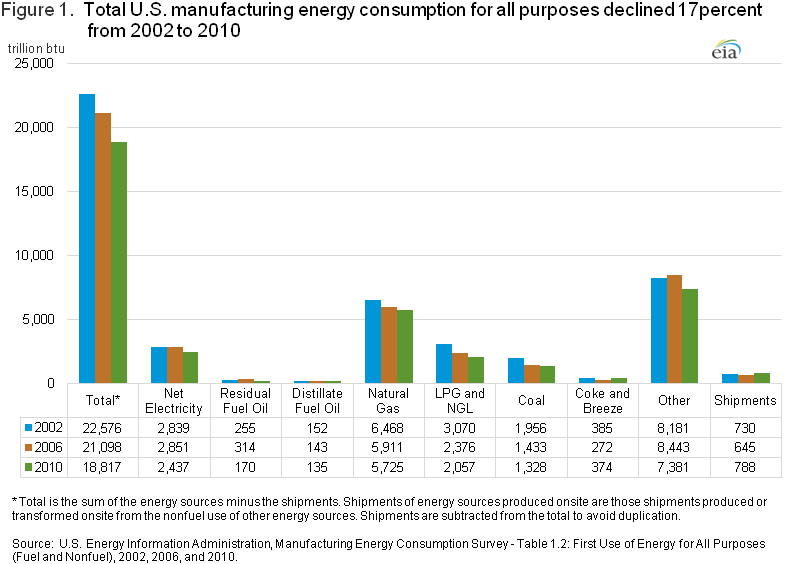 Figure 1.  Total U.S. manufacturing energy consumption for all purposes declined 17percent
from 2002 to 2010
trillion btu
eia
25,000
20,000
15,000
10,000
5,000
0
Total* Net Electricity Residual Fuel Oil Distillate Fuel Oil Natural Gas LPG and NGL Coal Coke and Breeze Other Shipments
2002 22,576 2,839 255 152 6,468 3,070 1,956 385 8,181 730
2006 21,098 2,851 314 143 5,911 2,376 1,433 272 8,443 645
2010 18,817 2,437 170 135 5,725 2,057 1,328 374 7,381 788
* Total is the sum of the energy sources minus the shipments. Shipments of energy sources produced onsite are those shipments produced or
transformed onsite from the nonfuel use of other energy sources. Shipments are subtracted from the total to avoid duplication.
Source:  U.S. Energy Information Administration, Manufacturing Energy Consumption Survey - Table 1.2: First Use of Energy for All Purposes
(Fuel and Nonfuel), 2002, 2006, and 2010.